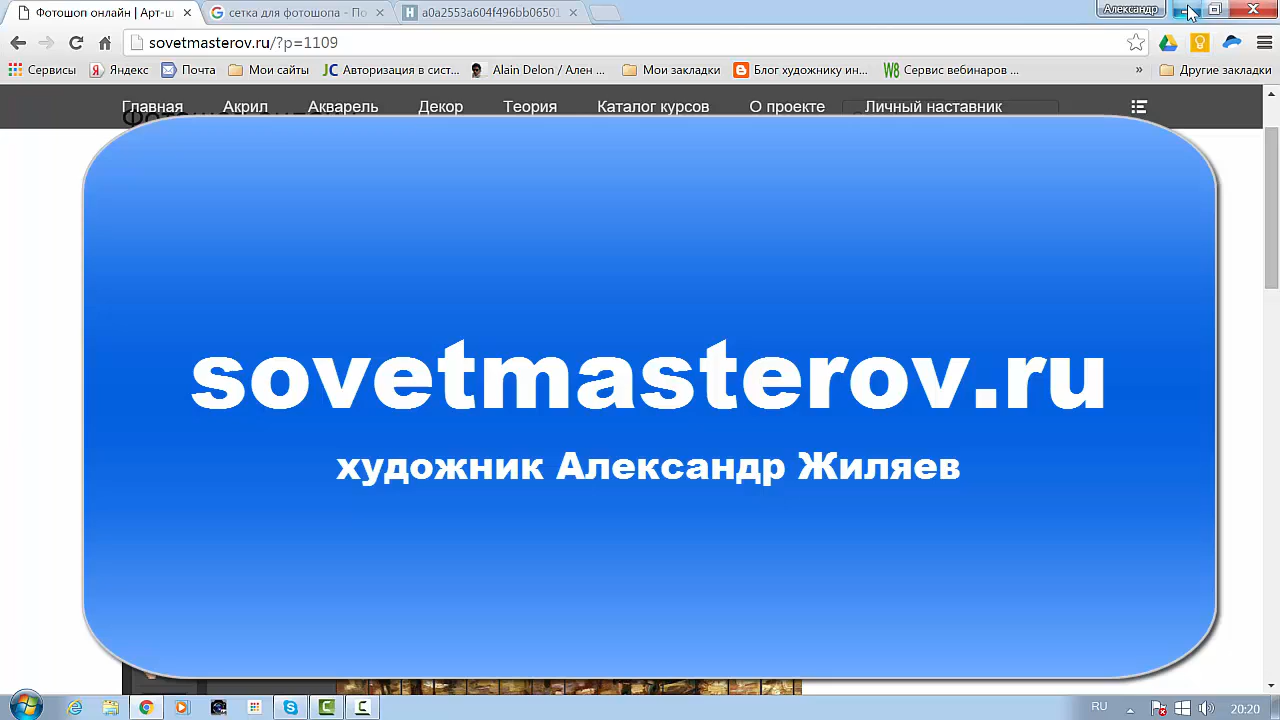 Фотошоп онлайн | Арт-ш
сетка для фотошопа - По
a0a2553a604f496bb06501
Александр
sovetmasterov.ru/?p=1109
Сервисы
Яндекс
Почта
Мои сайты
Авторизация в сист...
Alain Delon / Ален ...
Мои закладки
Блог художнику ин...
Сервис вебинаров ...
»
Другие закладки
Главная
Акрил
Акварель
Декор
Теория
Каталог курсов
О проекте
Личный наставник
sovetmasterov.ru
художник Александр Жиляев
RU
20:20